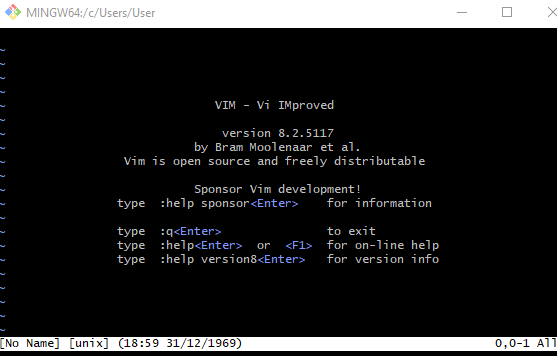 MINGW64:/c/Users/User
~
~
~
~
~
VIM - Vi IMproved
~
~
version 8.2.5117
~
by Bram Moolenaar et al.
~
Vim is open source and freely distributable
~
~
Sponsor Vim development!
~
type :help sponsor<Enter> for information
~
~
type :q<Enter> to exit
~
type :help<Enter> or <F1> for on-line help
~
type :help version8<Enter> for version info
~
~
~
~
~
[No Name] [unix] (18:59 31/12/1969) 0,0-1 All